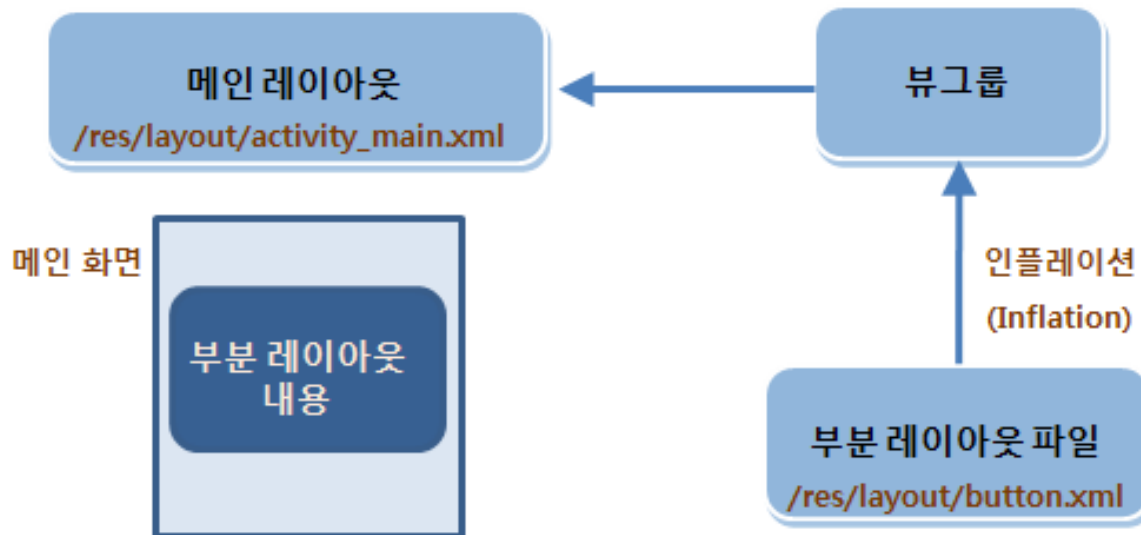 메인 레이아웃
/res/layout/activity_main.xml
뷰그룹
메인 화면
부분 레이아웃
내용
인플레이션
(Inflation)
부분 레이아웃 파일
/res/layout/button.xml